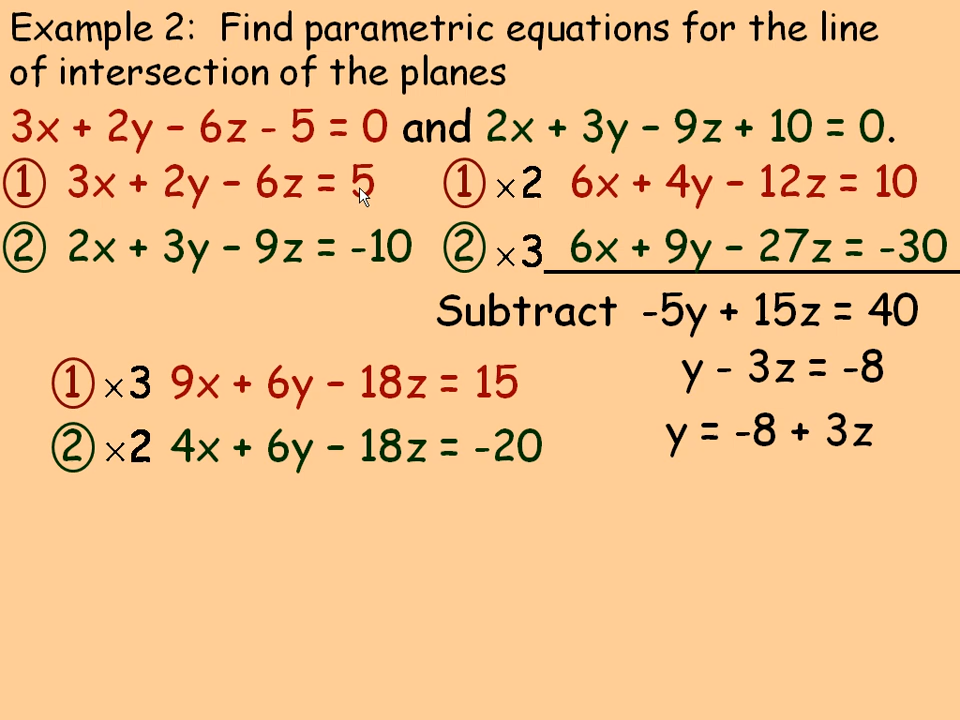 Example 2: Find parametric equations for the line
of intersection of the planes
3x + 2y – 6z - 5 = 0 and 2x + 3y – 9z + 10 = 0.
① 3x + 2y – 6z = 5
② 2x + 3y – 9z = -10
① ×2 6x + 4y – 12z = 10
② ×3 6x + 9y – 27z = -30
Subtract -5y + 15z = 40
y - 3z = -8
y = -8 + 3z
① ×3 9x + 6y – 18z = 15
② ×2 4x + 6y – 18z = -20